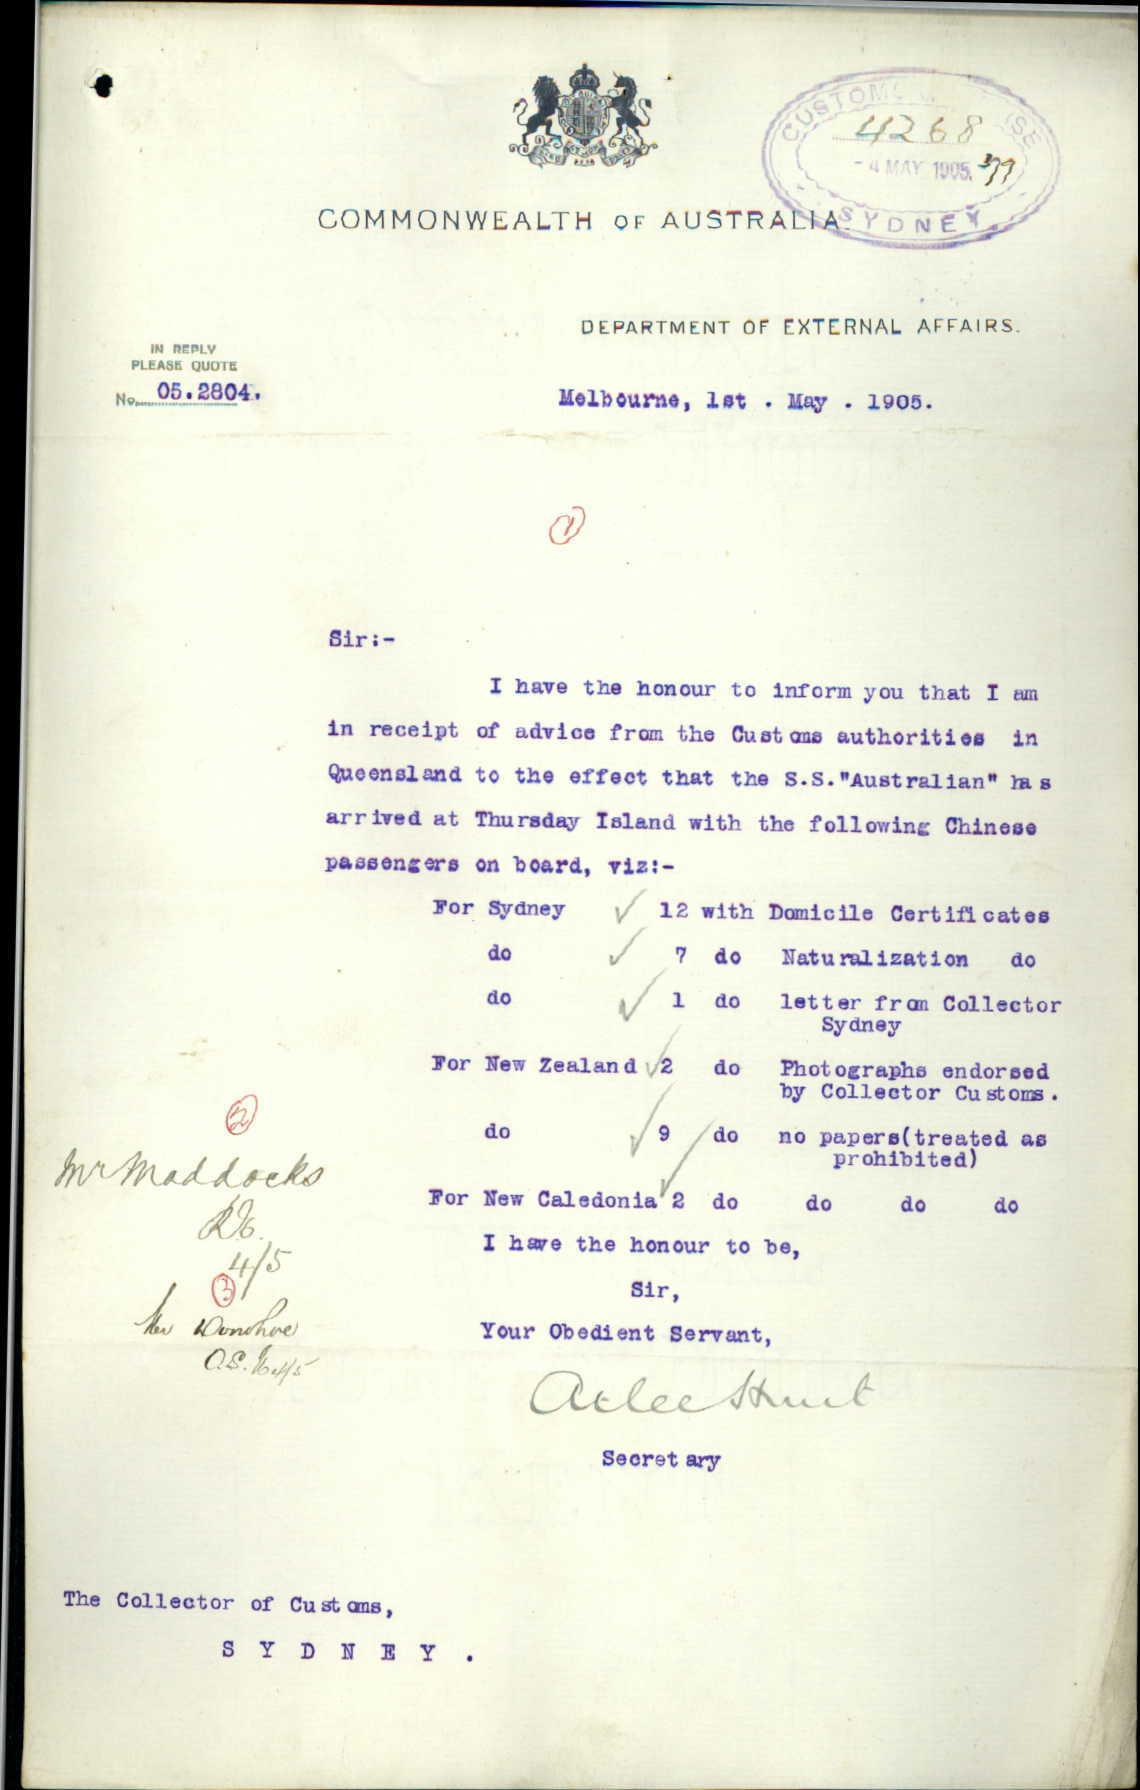 CUSTOMS
ISE
4268
- 4 MAY 1905.
SYDNEY.
COMMONWEALTH OF AUSTRALIA.
DEPARTMENT OF EXTERNAL AFFAIRS.
IN REPLY
PLEASE QUOTE
No. 05.2804.
Melbourne, 1st . May . 1905.
1
Sir:-
I have the honour to inform you that I am
in receipt of advice from the Customs authorities in
Queensland to the effect that the S.S."Australian" has
arrived at Thursday Island with the following Chinese
passengers on board, viz:-
For Sydney ✓ 12 with Domicile Certificates
do ✓ 7 do Naturalization do
do ✓ 1 do letter from Collector
Sydney
For New Zealand ✓ 2 do Photographs endorsed
by Collector Customs.
do ✓ 9 do no papers(treated as
prohibited)
For New Caledonia ✓ 2 do do do do
I have the honour to be,
Sir,
Your Obedient Servant,
Atlee Hunt
Secretary
2
Mr Maddocks
4/5
3
Mr Donohoe
4/5
The Collector of Customs,
S Y D N E Y .